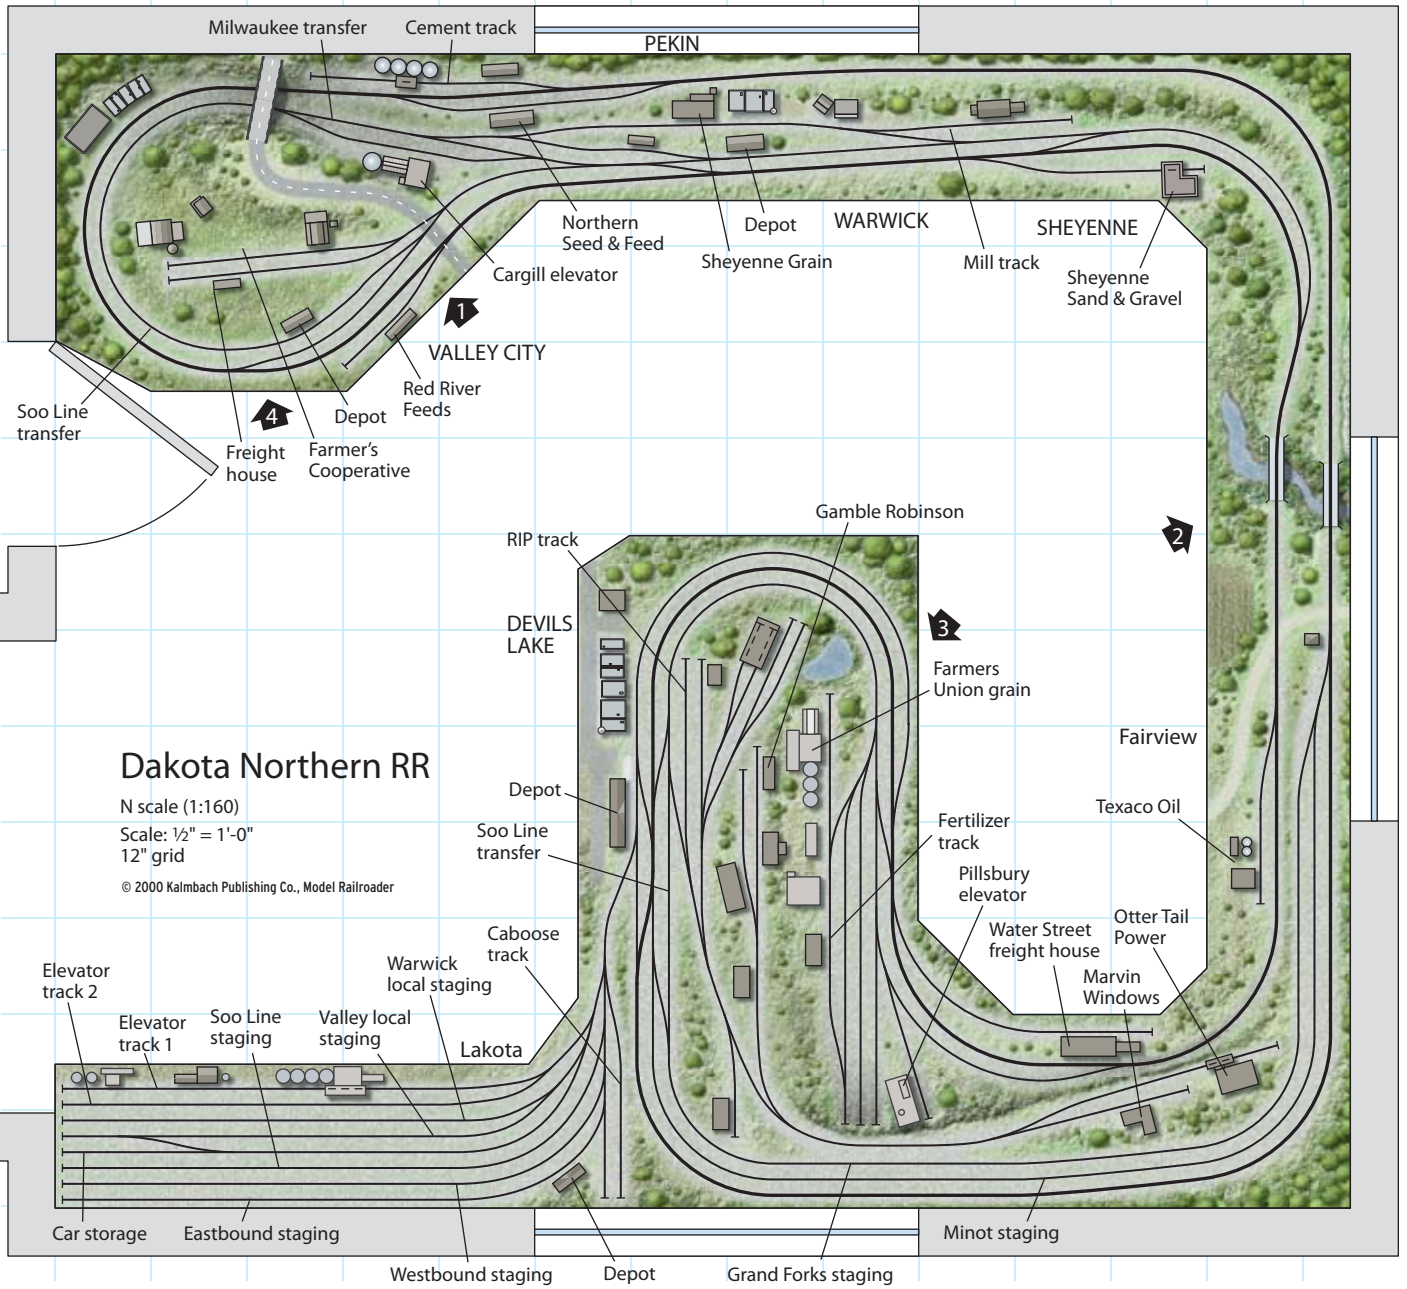 Milwaukee transfer
Cement track
PEKIN
Northern
Seed & Feed
Depot
WARWICK
SHEYENNE
Cargill elevator
Sheyenne Grain
Mill track
Sheyenne
Sand & Gravel
1
VALLEY CITY
Red River
Feeds
Soo Line
transfer
4
Depot
Freight
house
Farmer's
Cooperative
Gamble Robinson
RIP track
2
DEVILS
LAKE
3
Farmers
Union grain
Fairview
Dakota Northern RR
N scale (1:160)
Scale: ½" = 1'-0"
12" grid
© 2000 Kalmbach Publishing Co., Model Railroader
Depot
Soo Line
transfer
Texaco Oil
Fertilizer
track
Pillsbury
elevator
Water Street
freight house
Otter Tail
Power
Marvin
Windows
Caboose
track
Warwick
local staging
Elevator
track 2
Elevator
track 1
Soo Line
staging
Valley local
staging
Lakota
Car storage
Eastbound staging
Westbound staging
Depot
Grand Forks staging
Minot staging